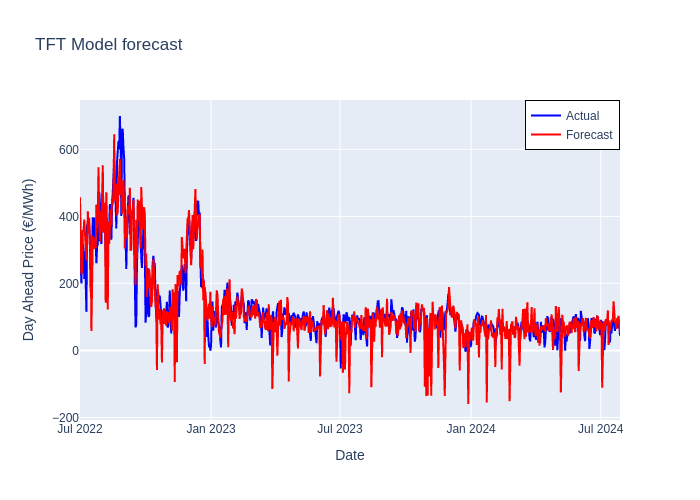 TFT Model forecast
Actual
Forecast
600
400
200
0
−200
Jul 2022
Jan 2023
Jul 2023
Jan 2024
Jul 2024
Date
Day Ahead Price (€/MWh)